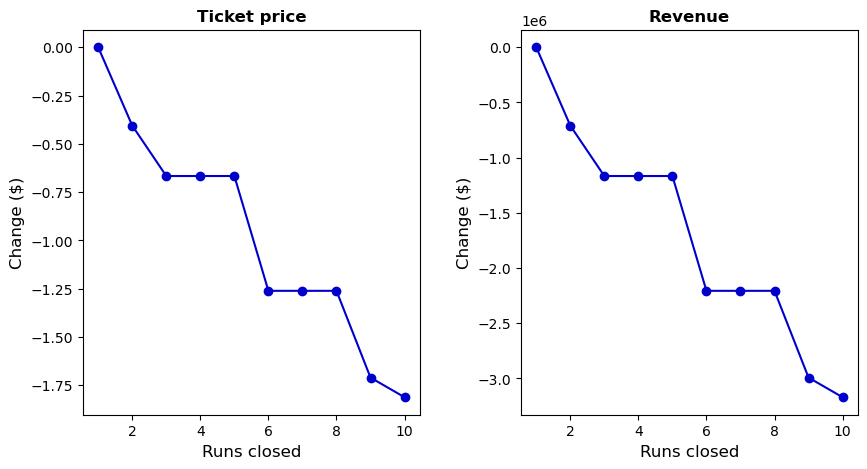 Ticket price
Change ($)
0.00
−0.25
−0.50
−0.75
−1.00
−1.25
−1.50
−1.75
2 4 6 8 10
Runs closed
Revenue
1e6
Change ($)
0.0
−0.5
−1.0
−1.5
−2.0
−2.5
−3.0
2 4 6 8 10
Runs closed